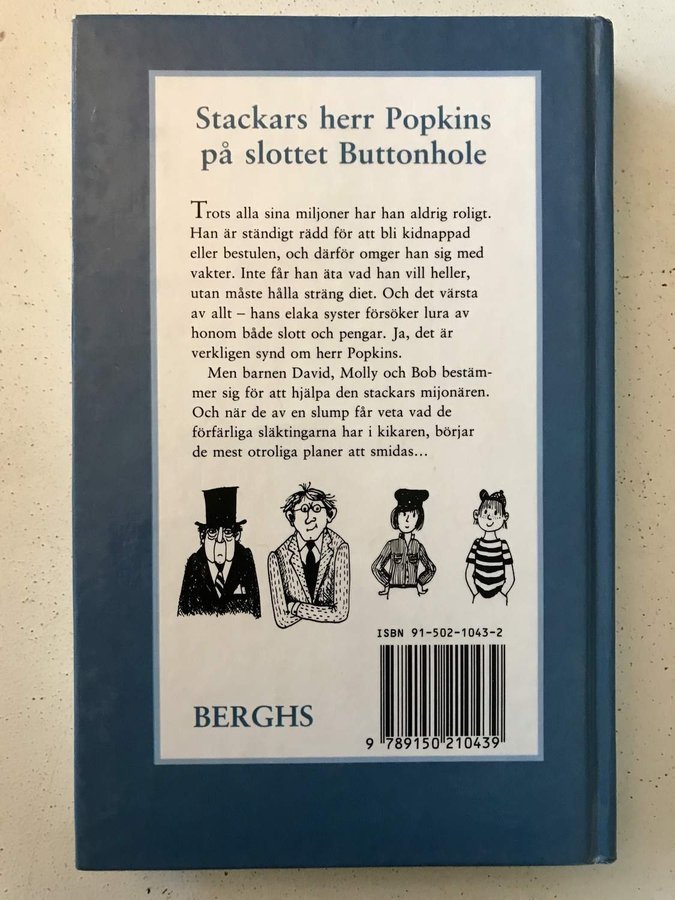 Stackars herr Popkins
på slottet Buttonhole
Trots alla sina miljoner har han aldrig roligt.
Han är ständigt rädd för att bli kidnappad
eller bestulen, och därför omger han sig med
vakter. Inte får han äta vad han vill heller,
utan måste hålla sträng diet. Och det värsta
av allt – hans elaka syster försöker lura av
honom både slott och pengar. Ja, det är
verkligen synd om herr Popkins.
Men barnen David, Molly och Bob bestäm-
mer sig för att hjälpa den stackars mijonären.
Och när de av en slump får veta vad de
förfärliga släktingarna har i kikaren, börjar
de mest otroliga planer att smidas...
ISBN 91-502-1043-2
BERGHS
9 789150 210439